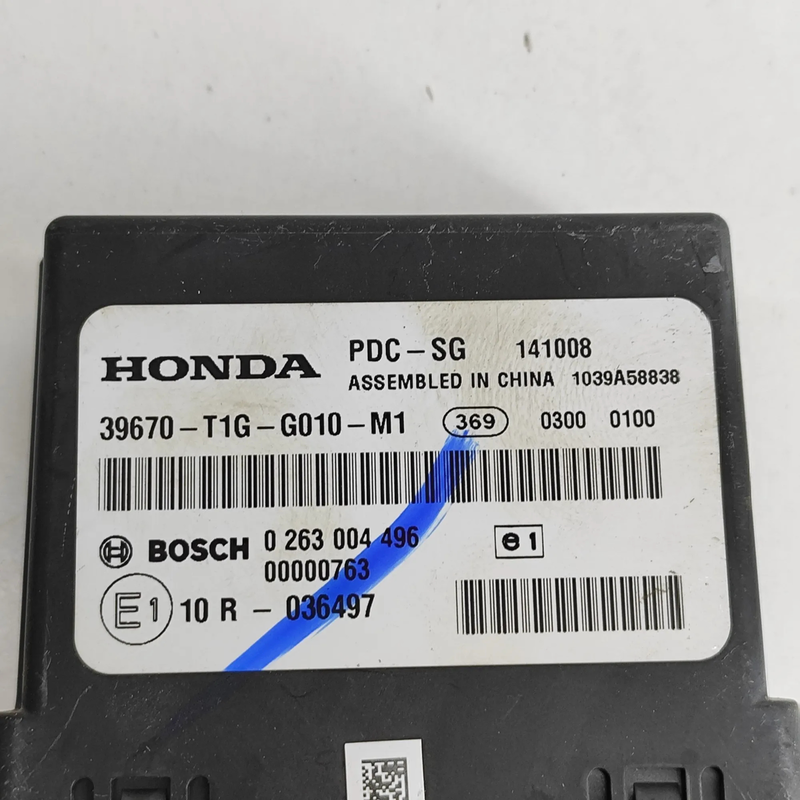 HONDA PDC-SG 141008
ASSEMBLED IN CHINA 1039A58838
39670-T1G-G010-M1 369 0300 0100
BOSCH 0 263 004 496 e1
00000763
E1 10 R - 036497